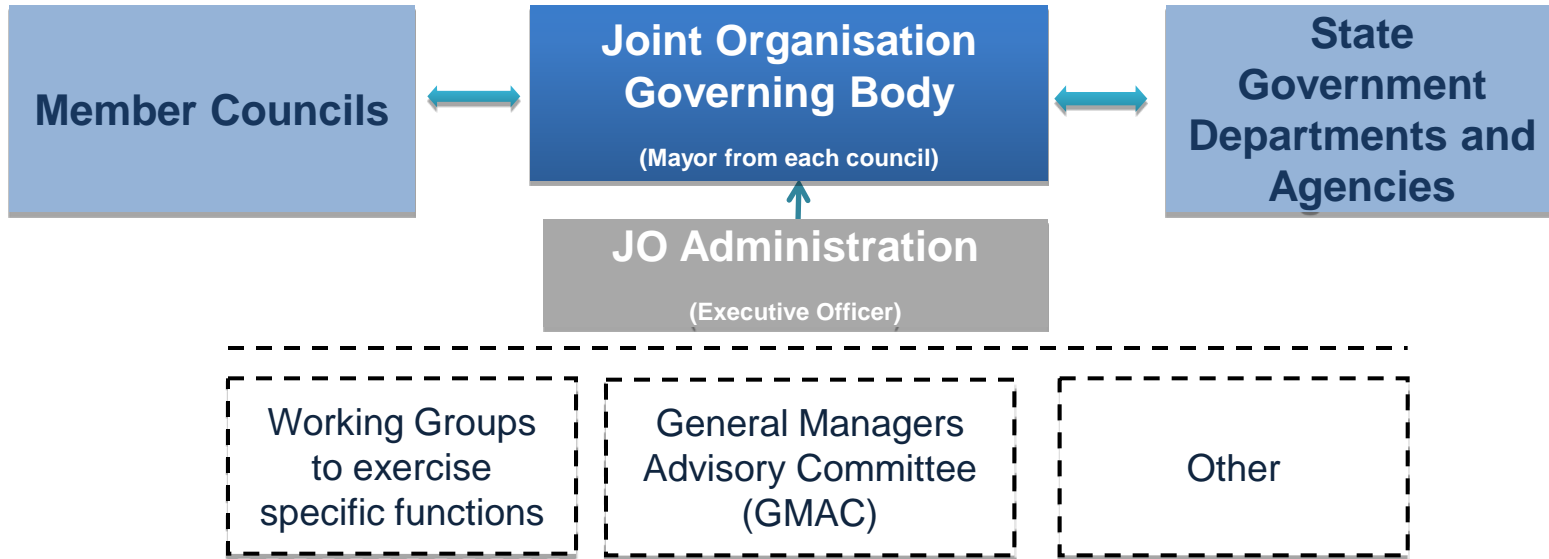 Member Councils
Joint Organisation
Governing Body
(Mayor from each council)
State
Government
Departments and
Agencies
JO Administration
(Executive Officer)
Working Groups
to exercise
specific functions
General Managers
Advisory Committee
(GMAC)
Other